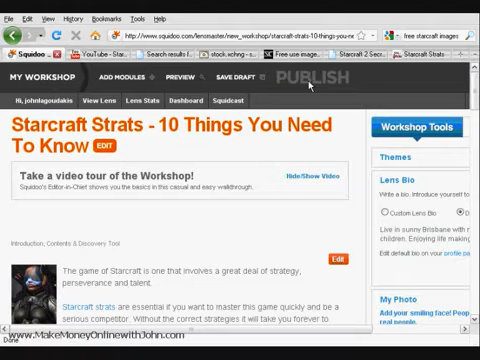 File Edit View History Bookmarks Tools Help
http://www.squidoo.com/lensmaster/new_workshop/starcraft-strats-10-things-you-ne
free starcraft images
Squidoo
YouTube - Star...
Search results f...
stock.xchng - s...
Free use image...
Starcraft 2 Secr...
Starcraft Strats
MY WORKSHOP ADD MODULES PREVIEW SAVE DRAFT PUBLISH
Hi, johnlagoudakis View Lens Lens Stats Dashboard Squidcast
Starcraft Strats - 10 Things You Need
To Know EDIT
Workshop Tools
Themes
Take a video tour of the Workshop! Hide/Show Video
Squidoo's Editor-in-Chief shows you the basics in this casual and easy walkthrough.
Lens Bio
Write a bio. Introduce yourself to
Custom Lens Bio D
Live in sunny Brisbane with my
children. Enjoying life making
Edit default bio on your profile pa
Introduction, Contents & Discovery Tool
Edit
The game of Starcraft is one that involves a great deal of strategy,
perseverance and talent.
Starcraft strats are essential if you want to master this game quickly and be a
serious competitor. Without the correct strategies it will take you forever to
My Photo
Add your smiling face! People
real people.
Done
www.MakeMoneyOnlinewithJohn.com